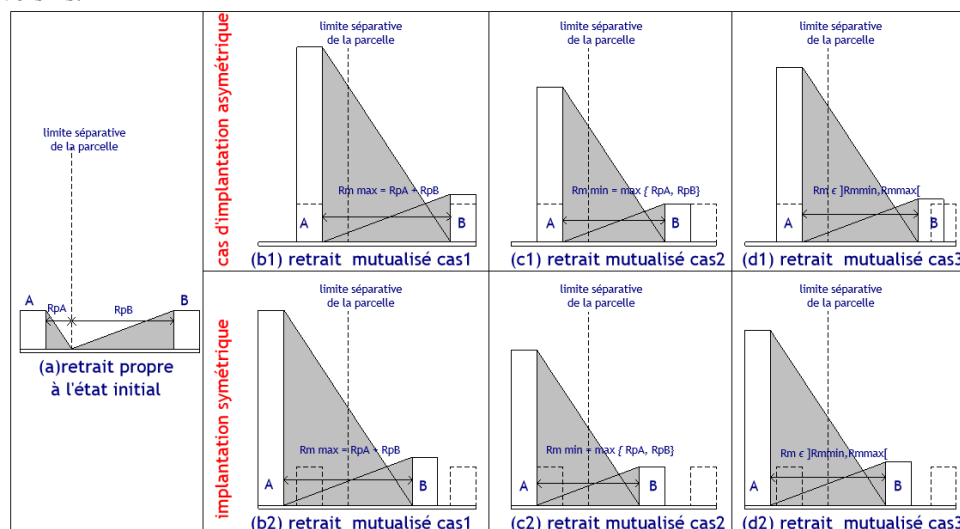 limite séparative
de la parcelle
A
RpA
RpB
B
(a)retrait propre
à l'état initial
cas d'implantation asymétrique
limite séparative
de la parcelle
Rm max = RpA + RpB
A
B
(b1) retrait mutualisé cas1
limite séparative
de la parcelle
Rm min = max { RpA, RpB}
A
B
(c1) retrait mutualisé cas2
limite séparative
de la parcelle
Rm ϵ ]Rmmin,Rmmax[
A
B
(d1) retrait mutualisé cas3
implantation symétrique
limite séparative
de la parcelle
Rm max = RpA + RpB
A
B
(b2) retrait mutualisé cas1
limite séparative
de la parcelle
Rm min = max { RpA, RpB}
A
B
(c2) retrait mutualisé cas2
limite séparative
de la parcelle
Rm ϵ ]Rmmin,Rmmax[
A
B
(d2) retrait mutualisé cas3